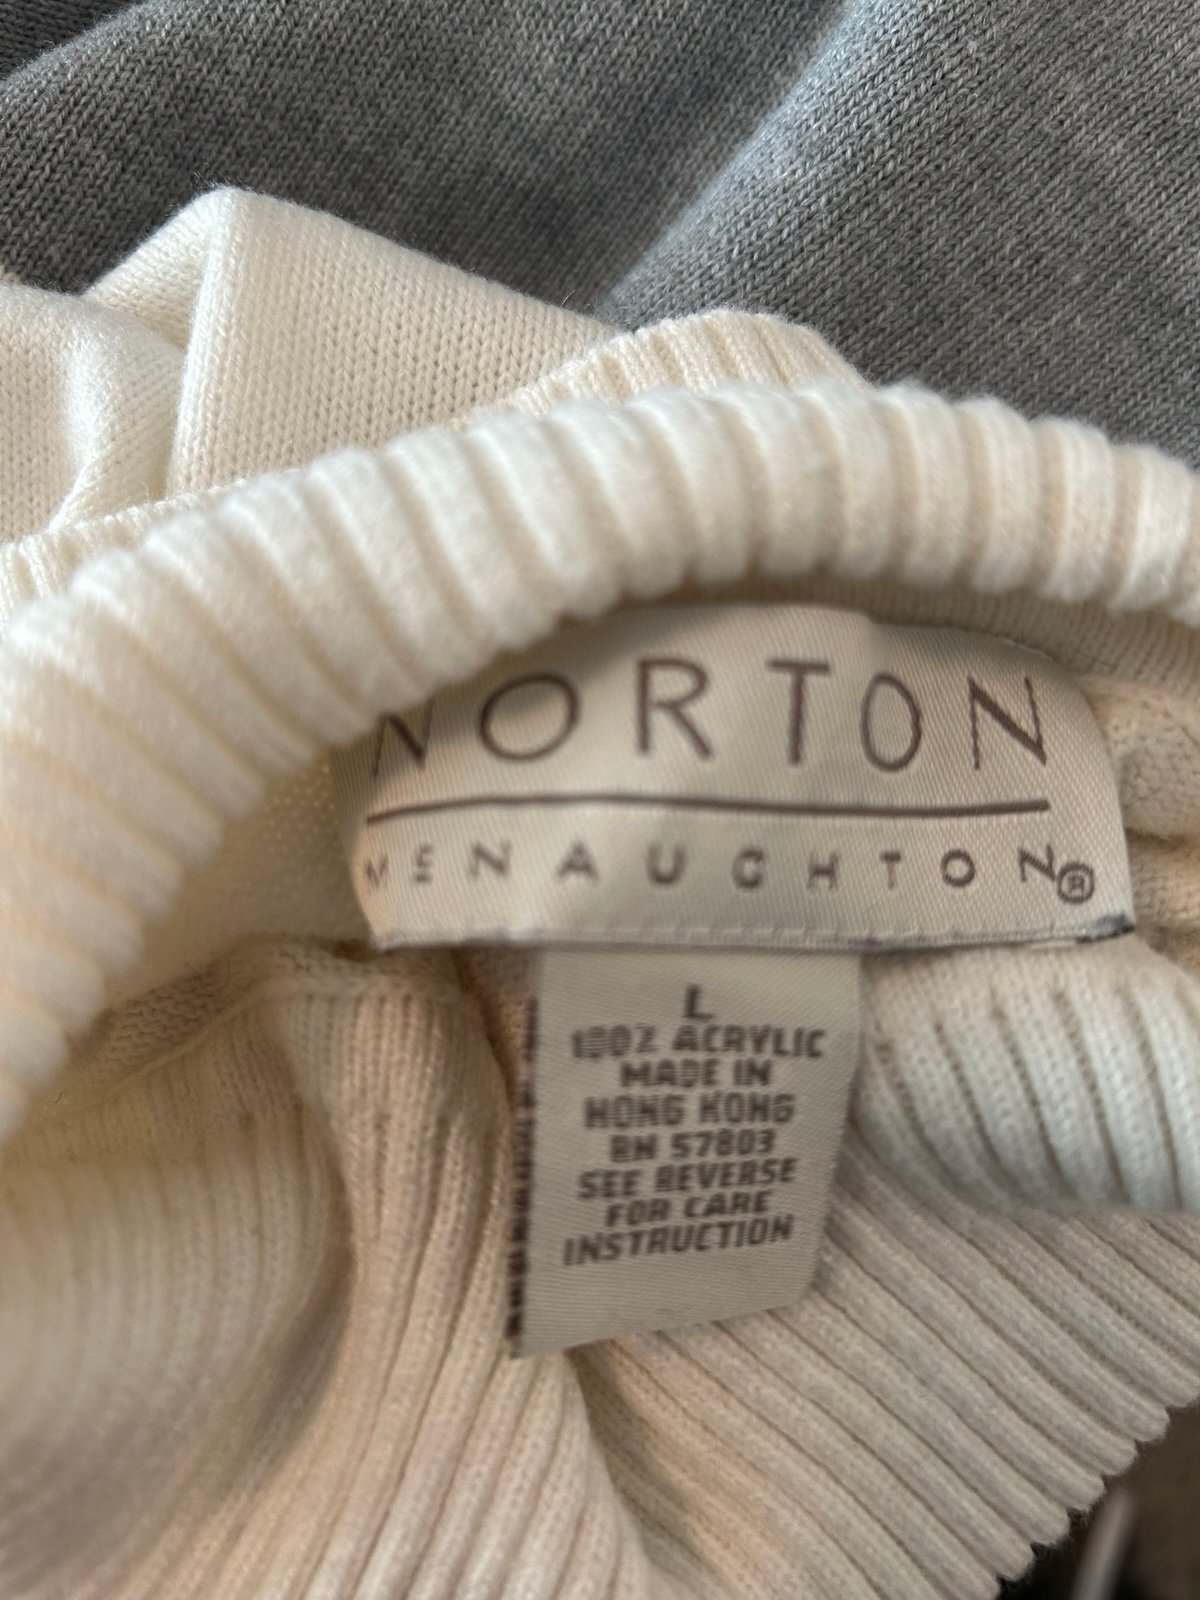 NORTON
MCNAUGHTON®
L
100% ACRYLIC
MADE IN
HONG KONG
RN 57803
SEE REVERSE
FOR CARE
INSTRUCTION